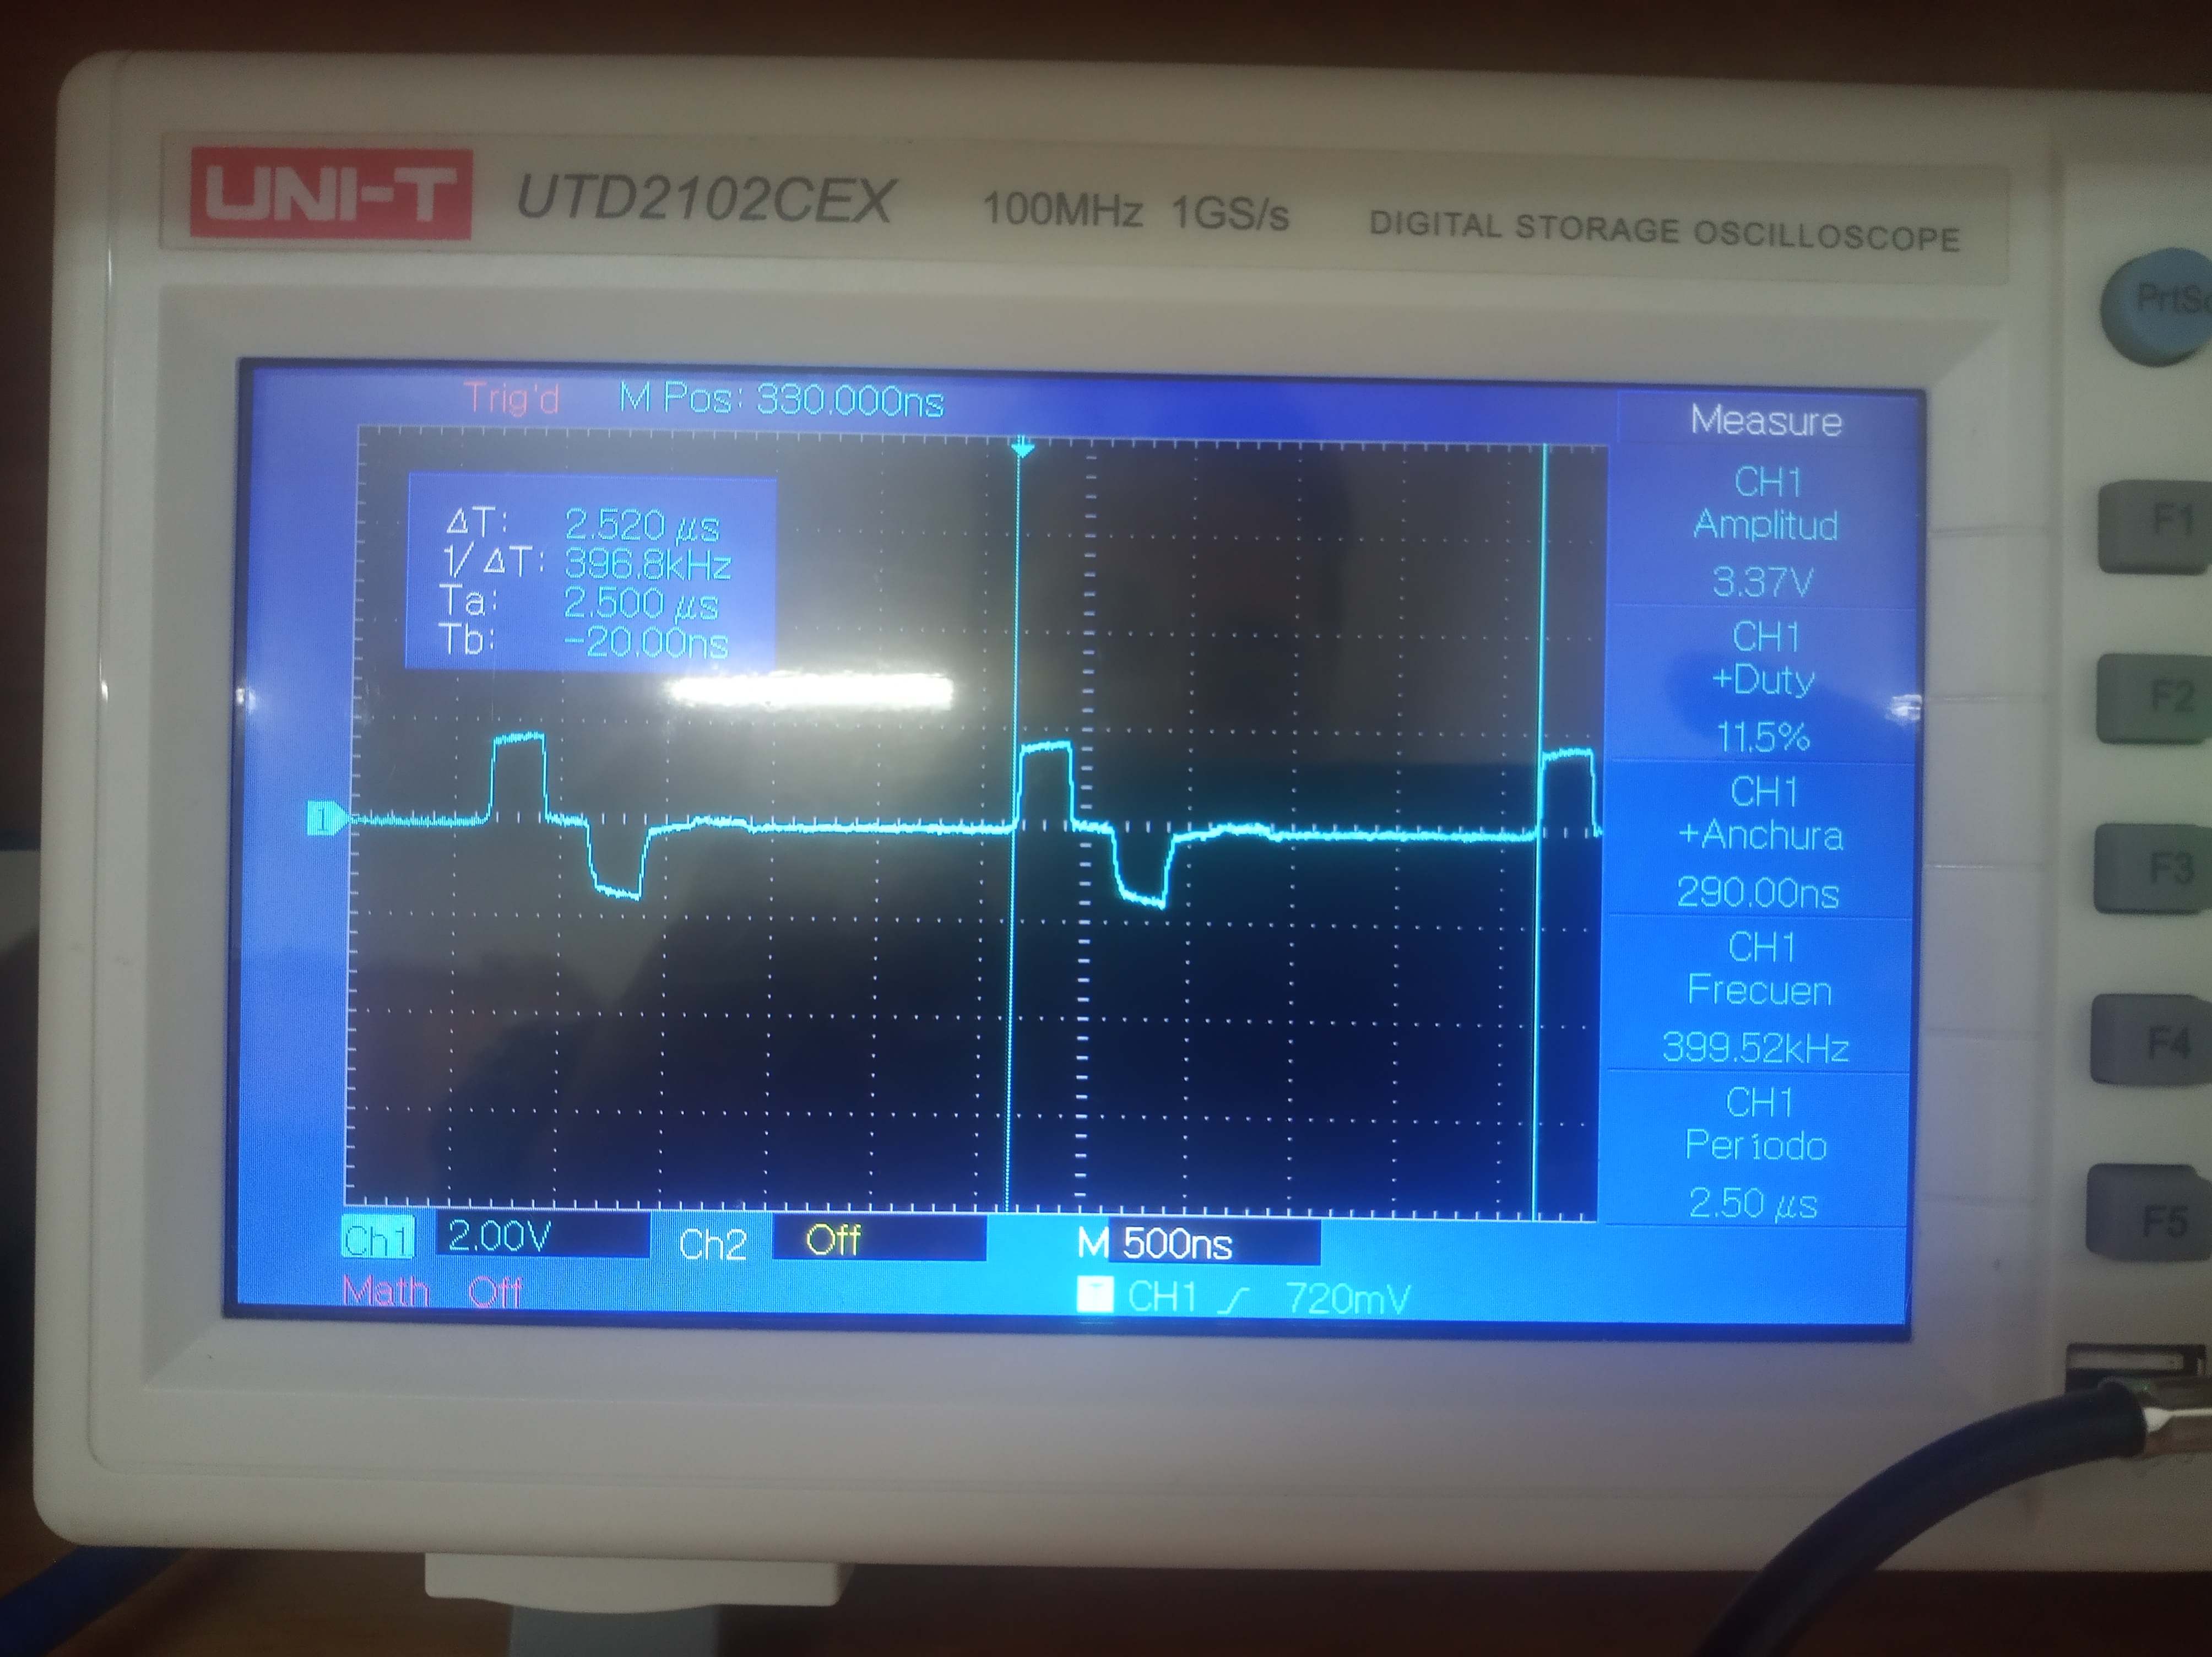 UNI-T UTD2102CEX 100MHz 1GS/s DIGITAL STORAGE OSCILLOSCOPE
Trig'd M Pos: 330.000ns
ΔT: 2.520 μs
1/ΔT: 396.8kHz
Ta: 2.500 μs
Tb: -20.00ns
1
Measure
CH1
Amplitud
3.37V
CH1
+Duty
11.5%
CH1
+Anchura
290.00ns
CH1
Frecuen
399.52kHz
CH1
Período
2.50 μs
Ch1 2.00V Ch2 Off M 500ns
Math Off T CH1 720mV
F1
F2
F3
F4
F5